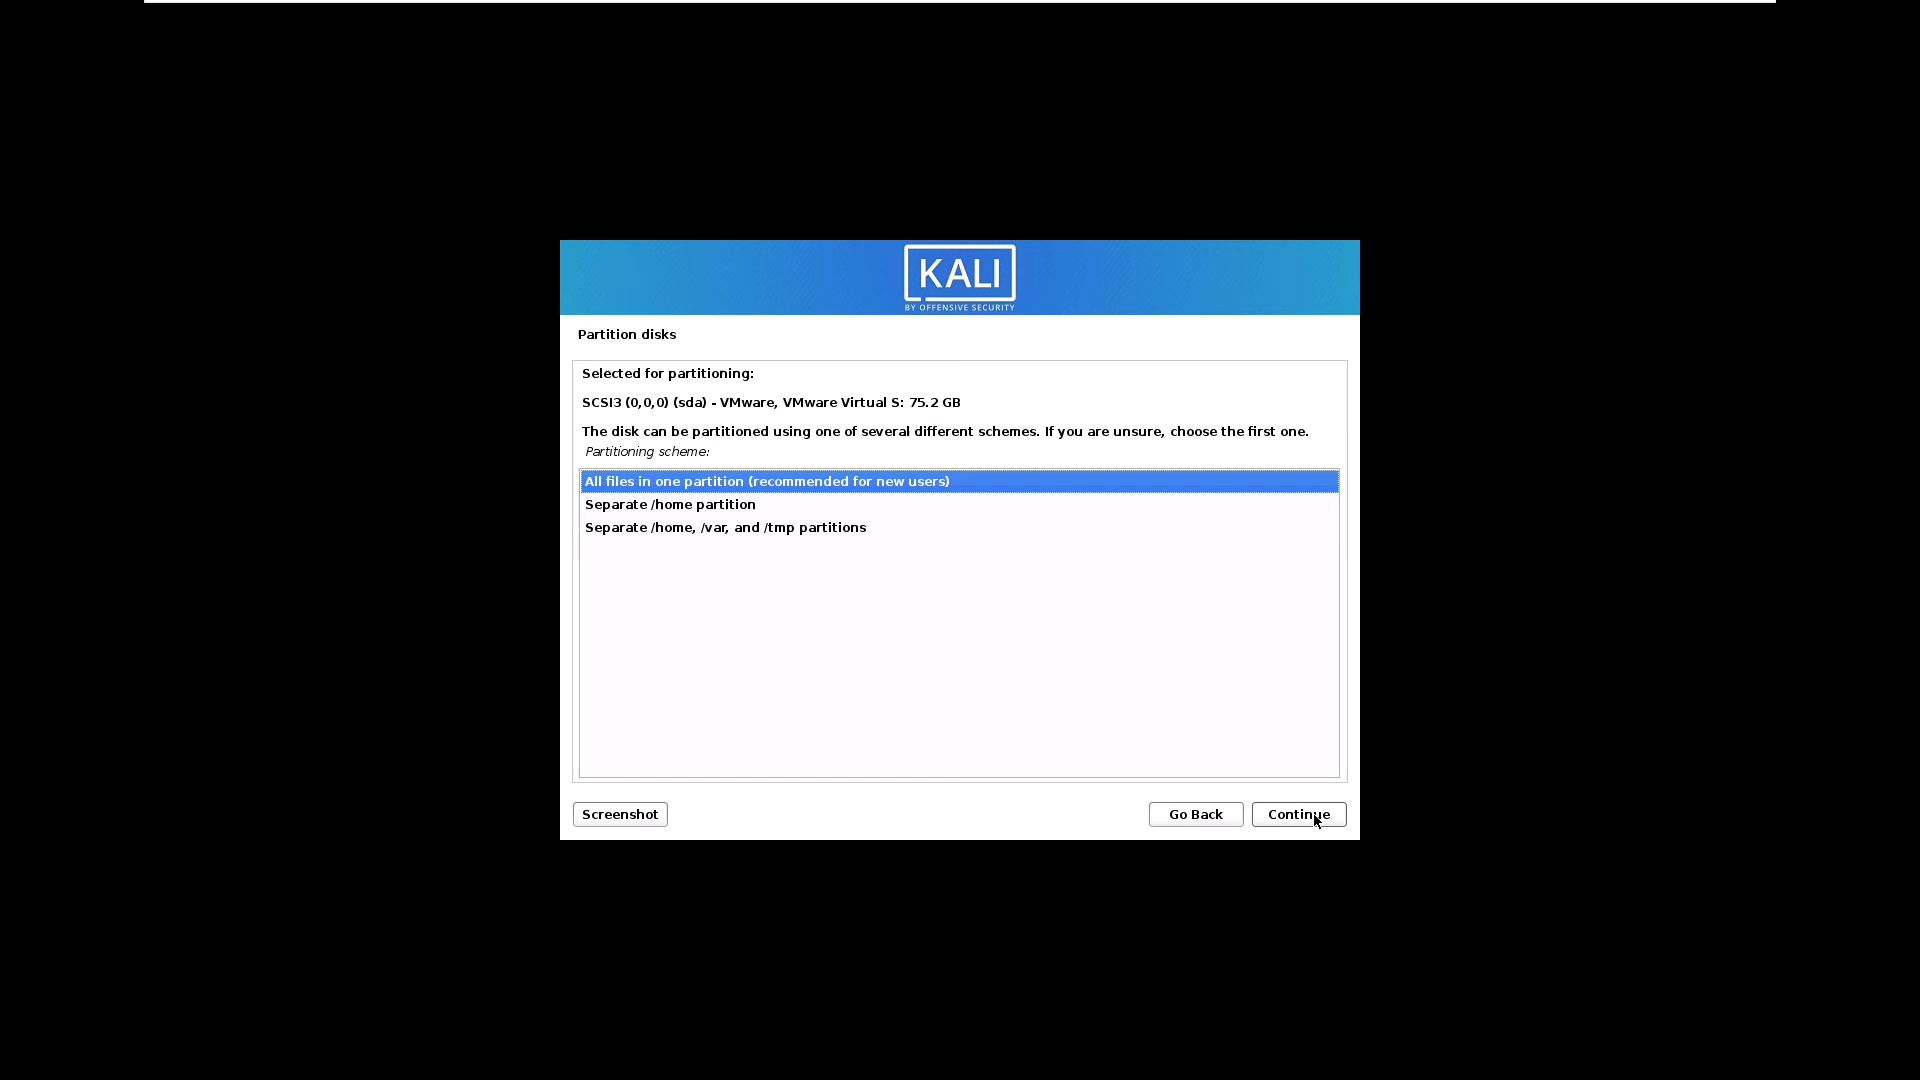 KALI
BY OFFENSIVE SECURITY
Partition disks
Selected for partitioning:
SCSI3 (0,0,0) (sda) - VMware, VMware Virtual S: 75.2 GB
The disk can be partitioned using one of several different schemes. If you are unsure, choose the first one.
Partitioning scheme:
All files in one partition (recommended for new users)
Separate /home partition
Separate /home, /var, and /tmp partitions
Screenshot
Go Back
Continue